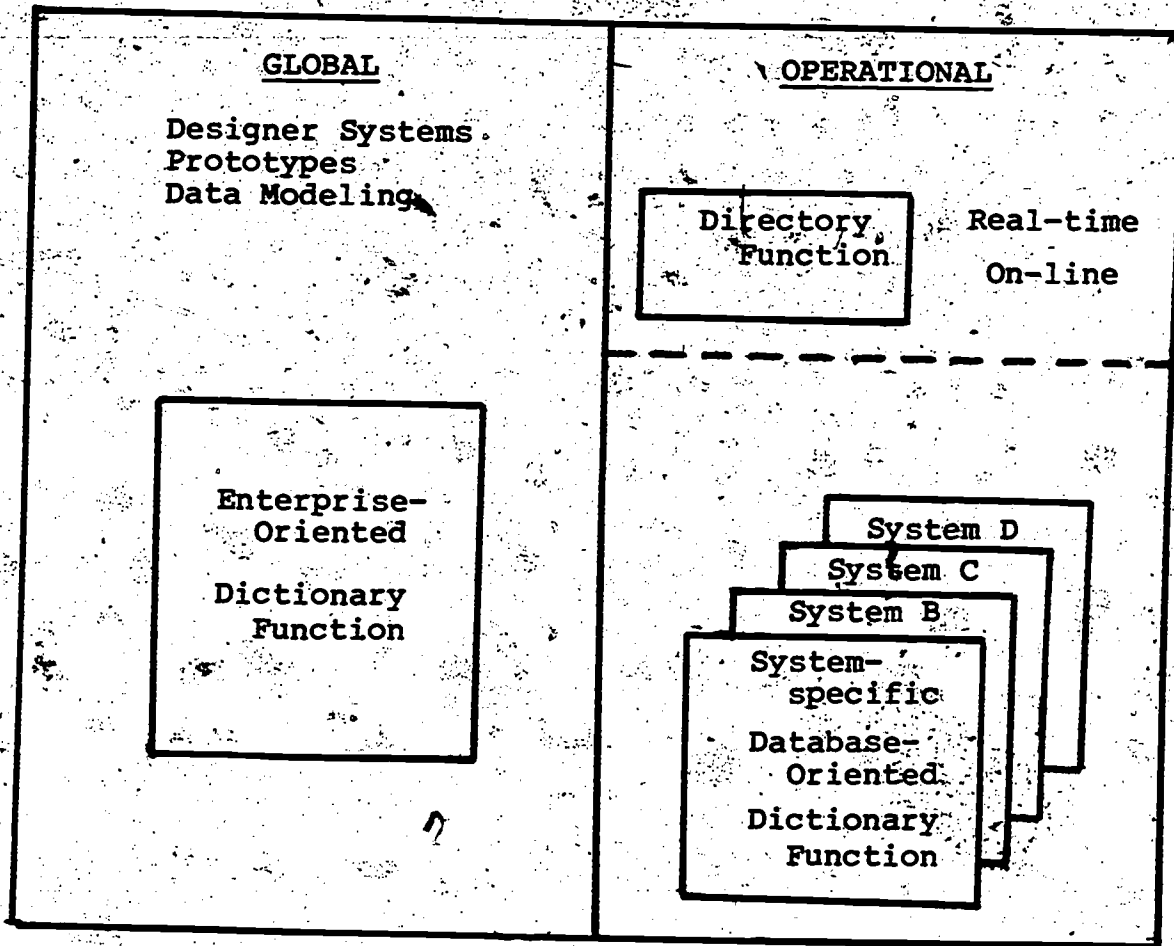 GLOBAL
Designer Systems
Prototypes
Data Modeling
Enterprise-
Oriented
Dictionary
Function
OPERATIONAL
Directory
Function
Real-time
On-line
System D
System C
System B
System-
specific
Database-
Oriented
Dictionary
Function